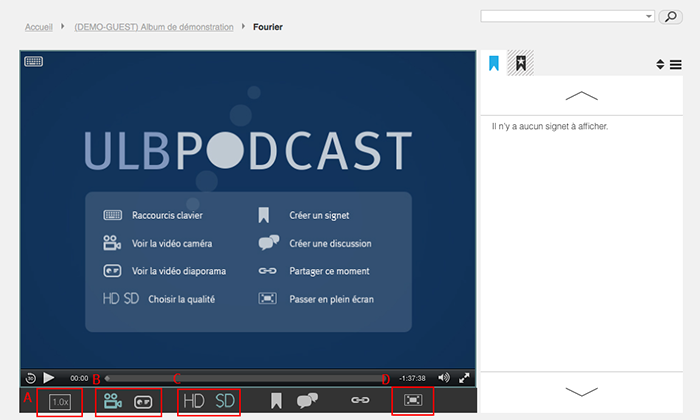 Accueil (DEMO-GUEST) Album de démonstration Fourier
ULBPODCAST
Raccourcis clavier
Créer un signet
Voir la vidéo caméra
Créer une discussion
Voir la vidéo diaporama
Partager ce moment
HD SD Choisir la qualité
Passer en plein écran
Il n'y a aucun signet à afficher.
30 00:00 B C D -1:37:38
A 1.0x HD SD